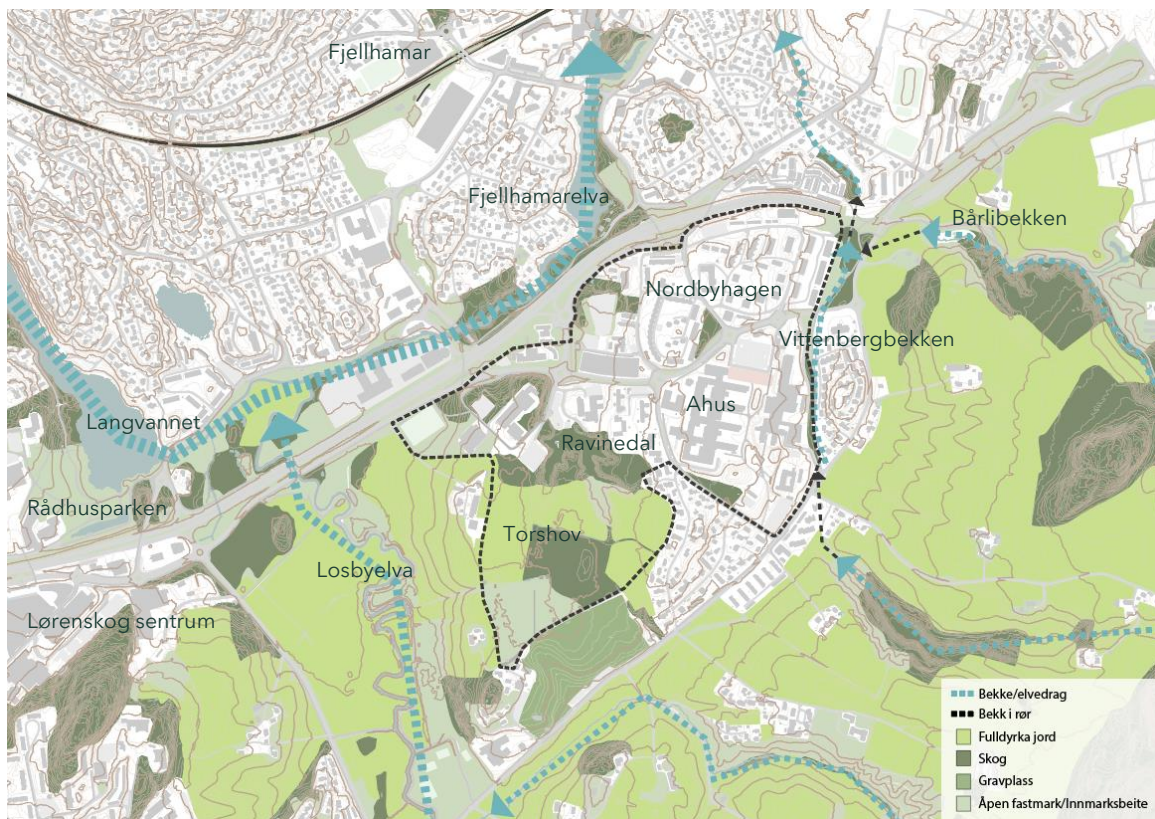 Fjellhamar
Fjellhamarelva
Bårlibekken
Nordbyhagen
Vittenbergbekken
Ahus
Langvannet
Ravinedal
Rådhusparken
Torshov
Losbyelva
Lørenskog sentrum
Bekke/elvedrag
Bekk i rør
Fulldyrka jord
Skog
Gravplass
Åpen fastmark/Innmarksbeite